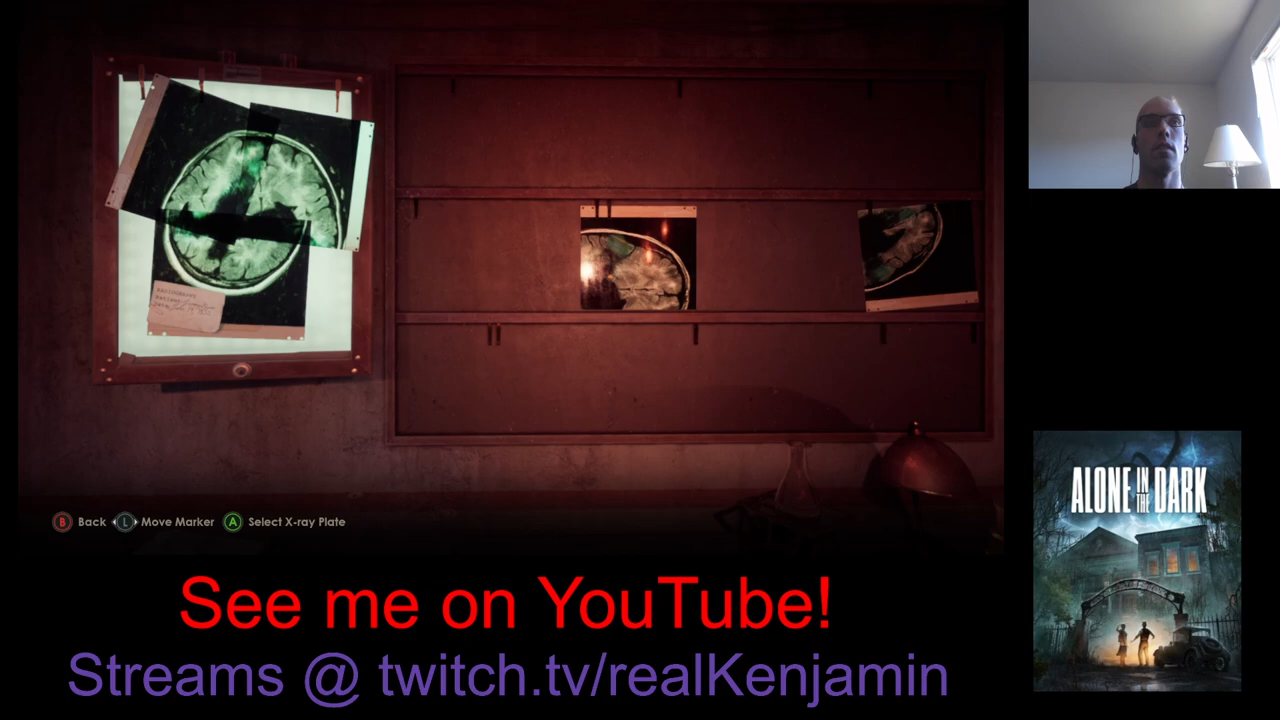 B Back L Move Marker A Select X-ray Plate
ALONE IN THE DARK
See me on YouTube!
Streams @ twitch.tv/realKenjamin